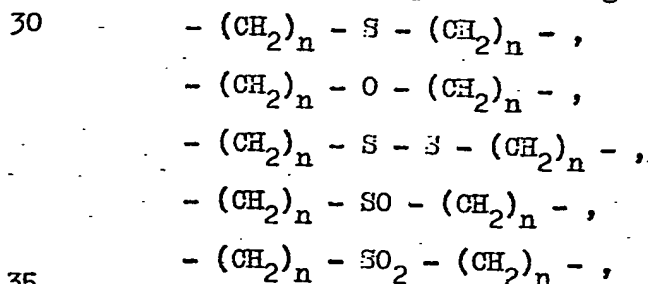 30 - (CH₂)ₙ - S - (CH₂)ₙ - ,
- (CH₂)ₙ - O - (CH₂)ₙ - ,
- (CH₂)ₙ - S - S - (CH₂)ₙ - ,
- (CH₂)ₙ - SO - (CH₂)ₙ - ,
- (CH₂)ₙ - SO₂ - (CH₂)ₙ - ,
35